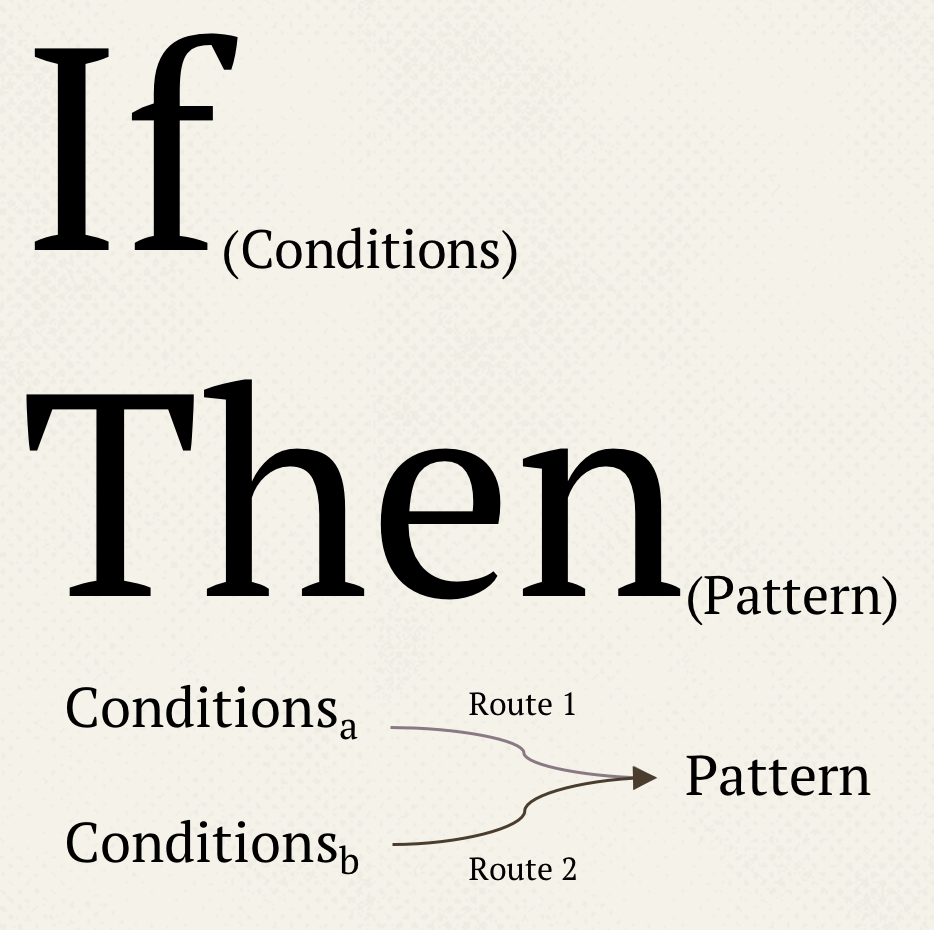 If(Conditions)
Then(Pattern)
Conditionsa
Route 1
Pattern
Conditionsb
Route 2